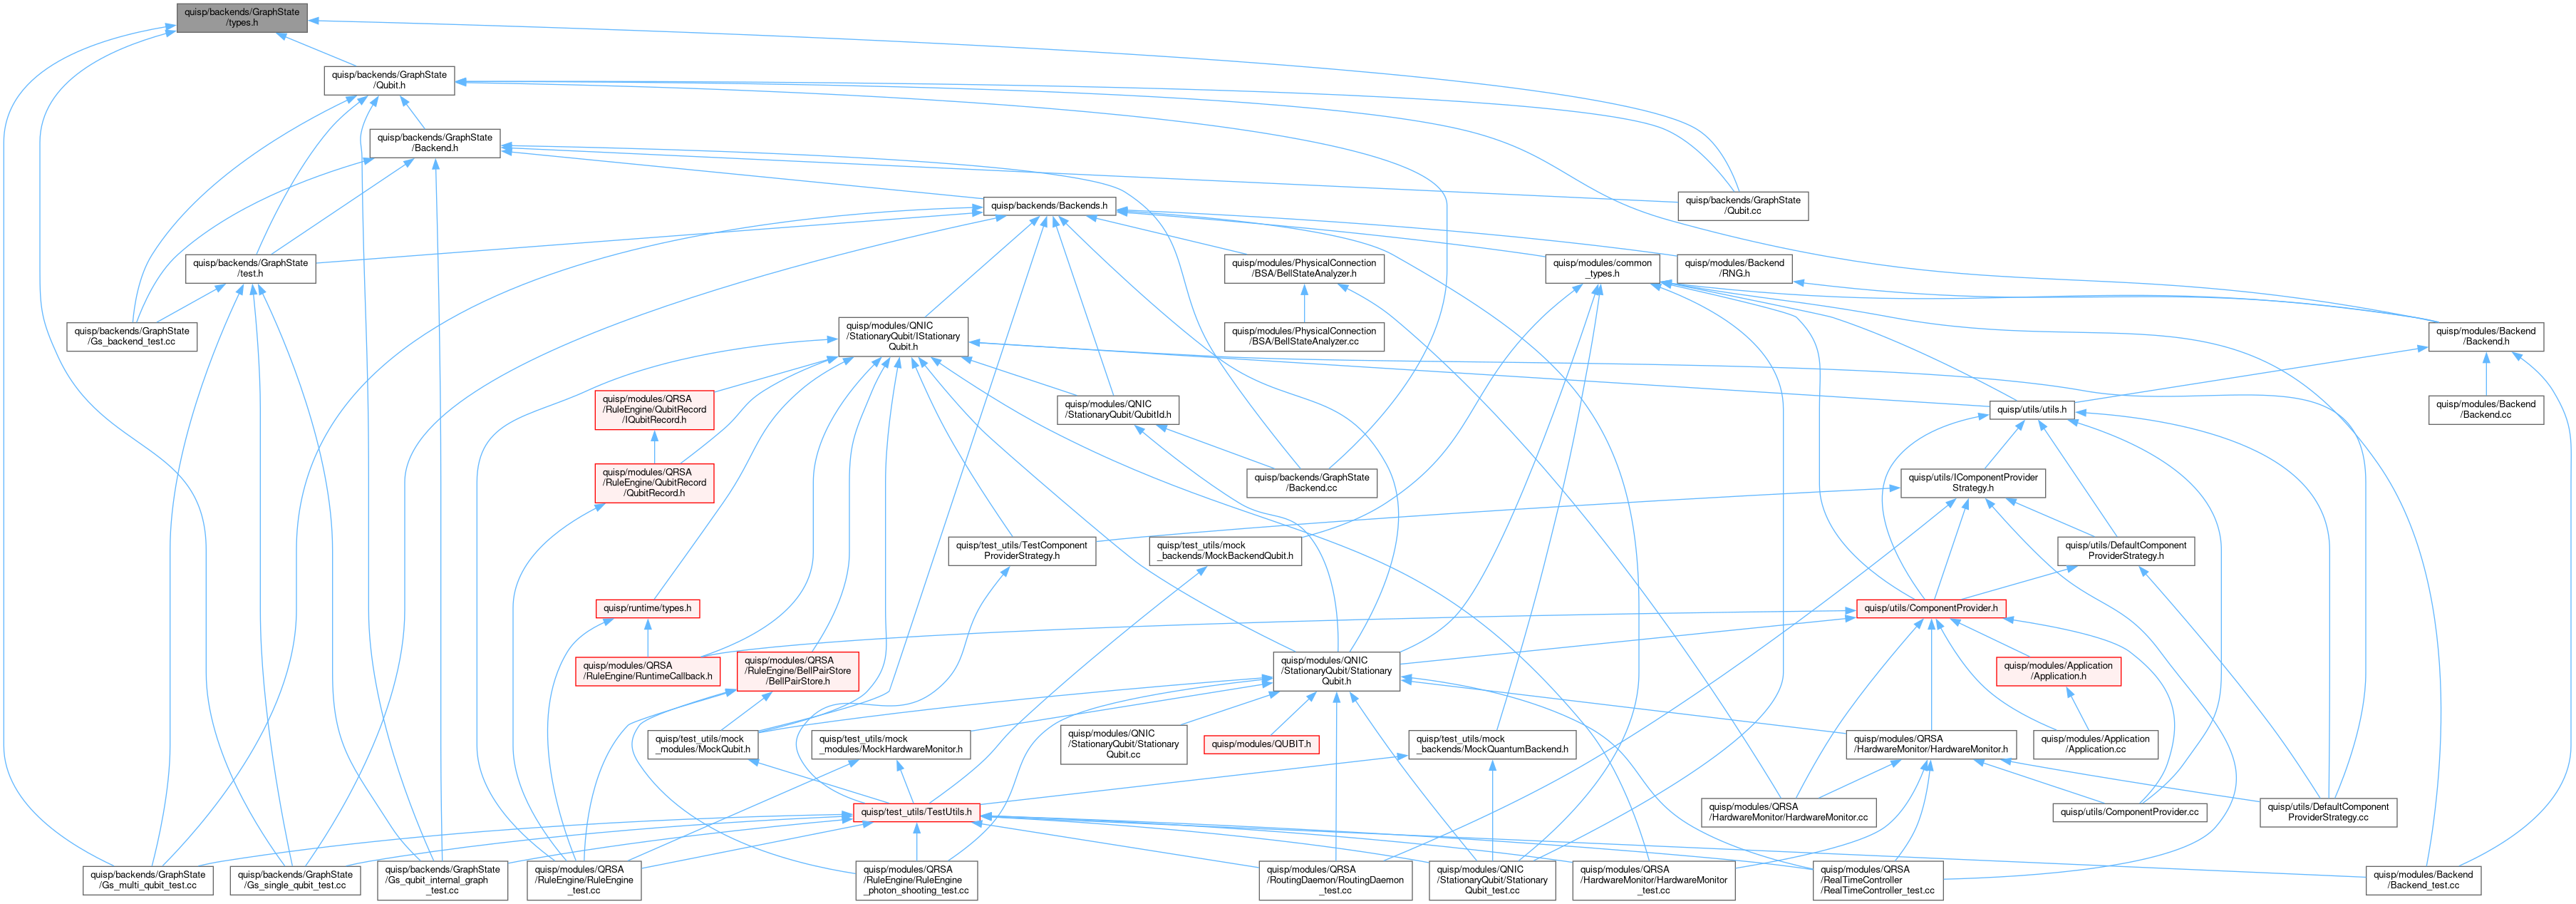 quisp/backends/GraphState
/types.h
quisp/backends/GraphState
/Qubit.h
quisp/backends/GraphState
/Backend.h
quisp/backends/Backends.h
quisp/backends/GraphState
/Qubit.cc
quisp/backends/GraphState
/test.h
quisp/modules/PhysicalConnection
/BSA/BellStateAnalyzer.h
quisp/modules/common
_types.h
quisp/modules/Backend
/RNG.h
quisp/backends/GraphState
/Gs_backend_test.cc
quisp/modules/QNIC
/StationaryQubit/IStationary
Qubit.h
quisp/modules/PhysicalConnection
/BSA/BellStateAnalyzer.cc
quisp/modules/Backend
/Backend.h
quisp/modules/QRSA
/RuleEngine/QubitRecord
/IQubitRecord.h
quisp/modules/QNIC
/StationaryQubit/QubitId.h
quisp/utils/utils.h
quisp/modules/Backend
/Backend.cc
quisp/modules/QRSA
/RuleEngine/QubitRecord
/QubitRecord.h
quisp/backends/GraphState
/Backend.cc
quisp/utils/IComponentProvider
Strategy.h
quisp/test_utils/TestComponent
ProviderStrategy.h
quisp/test_utils/mock
_backends/MockBackendQubit.h
quisp/utils/DefaultComponent
ProviderStrategy.h
quisp/runtime/types.h
quisp/utils/ComponentProvider.h
quisp/modules/QRSA
/RuleEngine/RuntimeCallback.h
quisp/modules/QRSA
/RuleEngine/BellPairStore
/BellPairStore.h
quisp/modules/QNIC
/StationaryQubit/Stationary
Qubit.h
quisp/modules/Application
/Application.h
quisp/test_utils/mock
_modules/MockQubit.h
quisp/test_utils/mock
_modules/MockHardwareMonitor.h
quisp/modules/QNIC
/StationaryQubit/Stationary
Qubit.cc
quisp/modules/QUBIT.h
quisp/test_utils/mock
_backends/MockQuantumBackend.h
quisp/modules/QRSA
/HardwareMonitor/HardwareMonitor.h
quisp/modules/Application
/Application.cc
quisp/test_utils/TestUtils.h
quisp/modules/QRSA
/HardwareMonitor/HardwareMonitor.cc
quisp/utils/ComponentProvider.cc
quisp/utils/DefaultComponent
ProviderStrategy.cc
quisp/backends/GraphState
/Gs_multi_qubit_test.cc
quisp/backends/GraphState
/Gs_single_qubit_test.cc
quisp/backends/GraphState
/Gs_qubit_internal_graph
_test.cc
quisp/modules/QRSA
/RuleEngine/RuleEngine
_test.cc
quisp/modules/QRSA
/RuleEngine/RuleEngine
_photon_shooting_test.cc
quisp/modules/QRSA
/RoutingDaemon/RoutingDaemon
_test.cc
quisp/modules/QNIC
/StationaryQubit/Stationary
Qubit_test.cc
quisp/modules/QRSA
/HardwareMonitor/HardwareMonitor
_test.cc
quisp/modules/QRSA
/RealTimeController
/RealTimeController_test.cc
quisp/modules/Backend
/Backend_test.cc